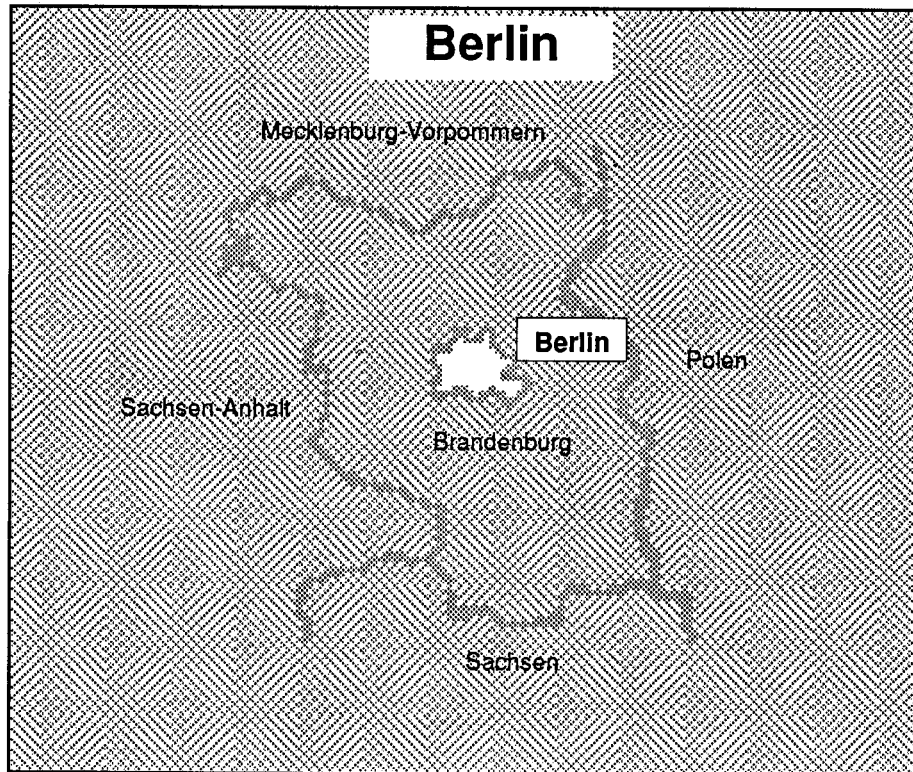 Berlin
Mecklenburg-Vorpommern
Berlin
Polen
Sachsen-Anhalt
Brandenburg
Sachsen